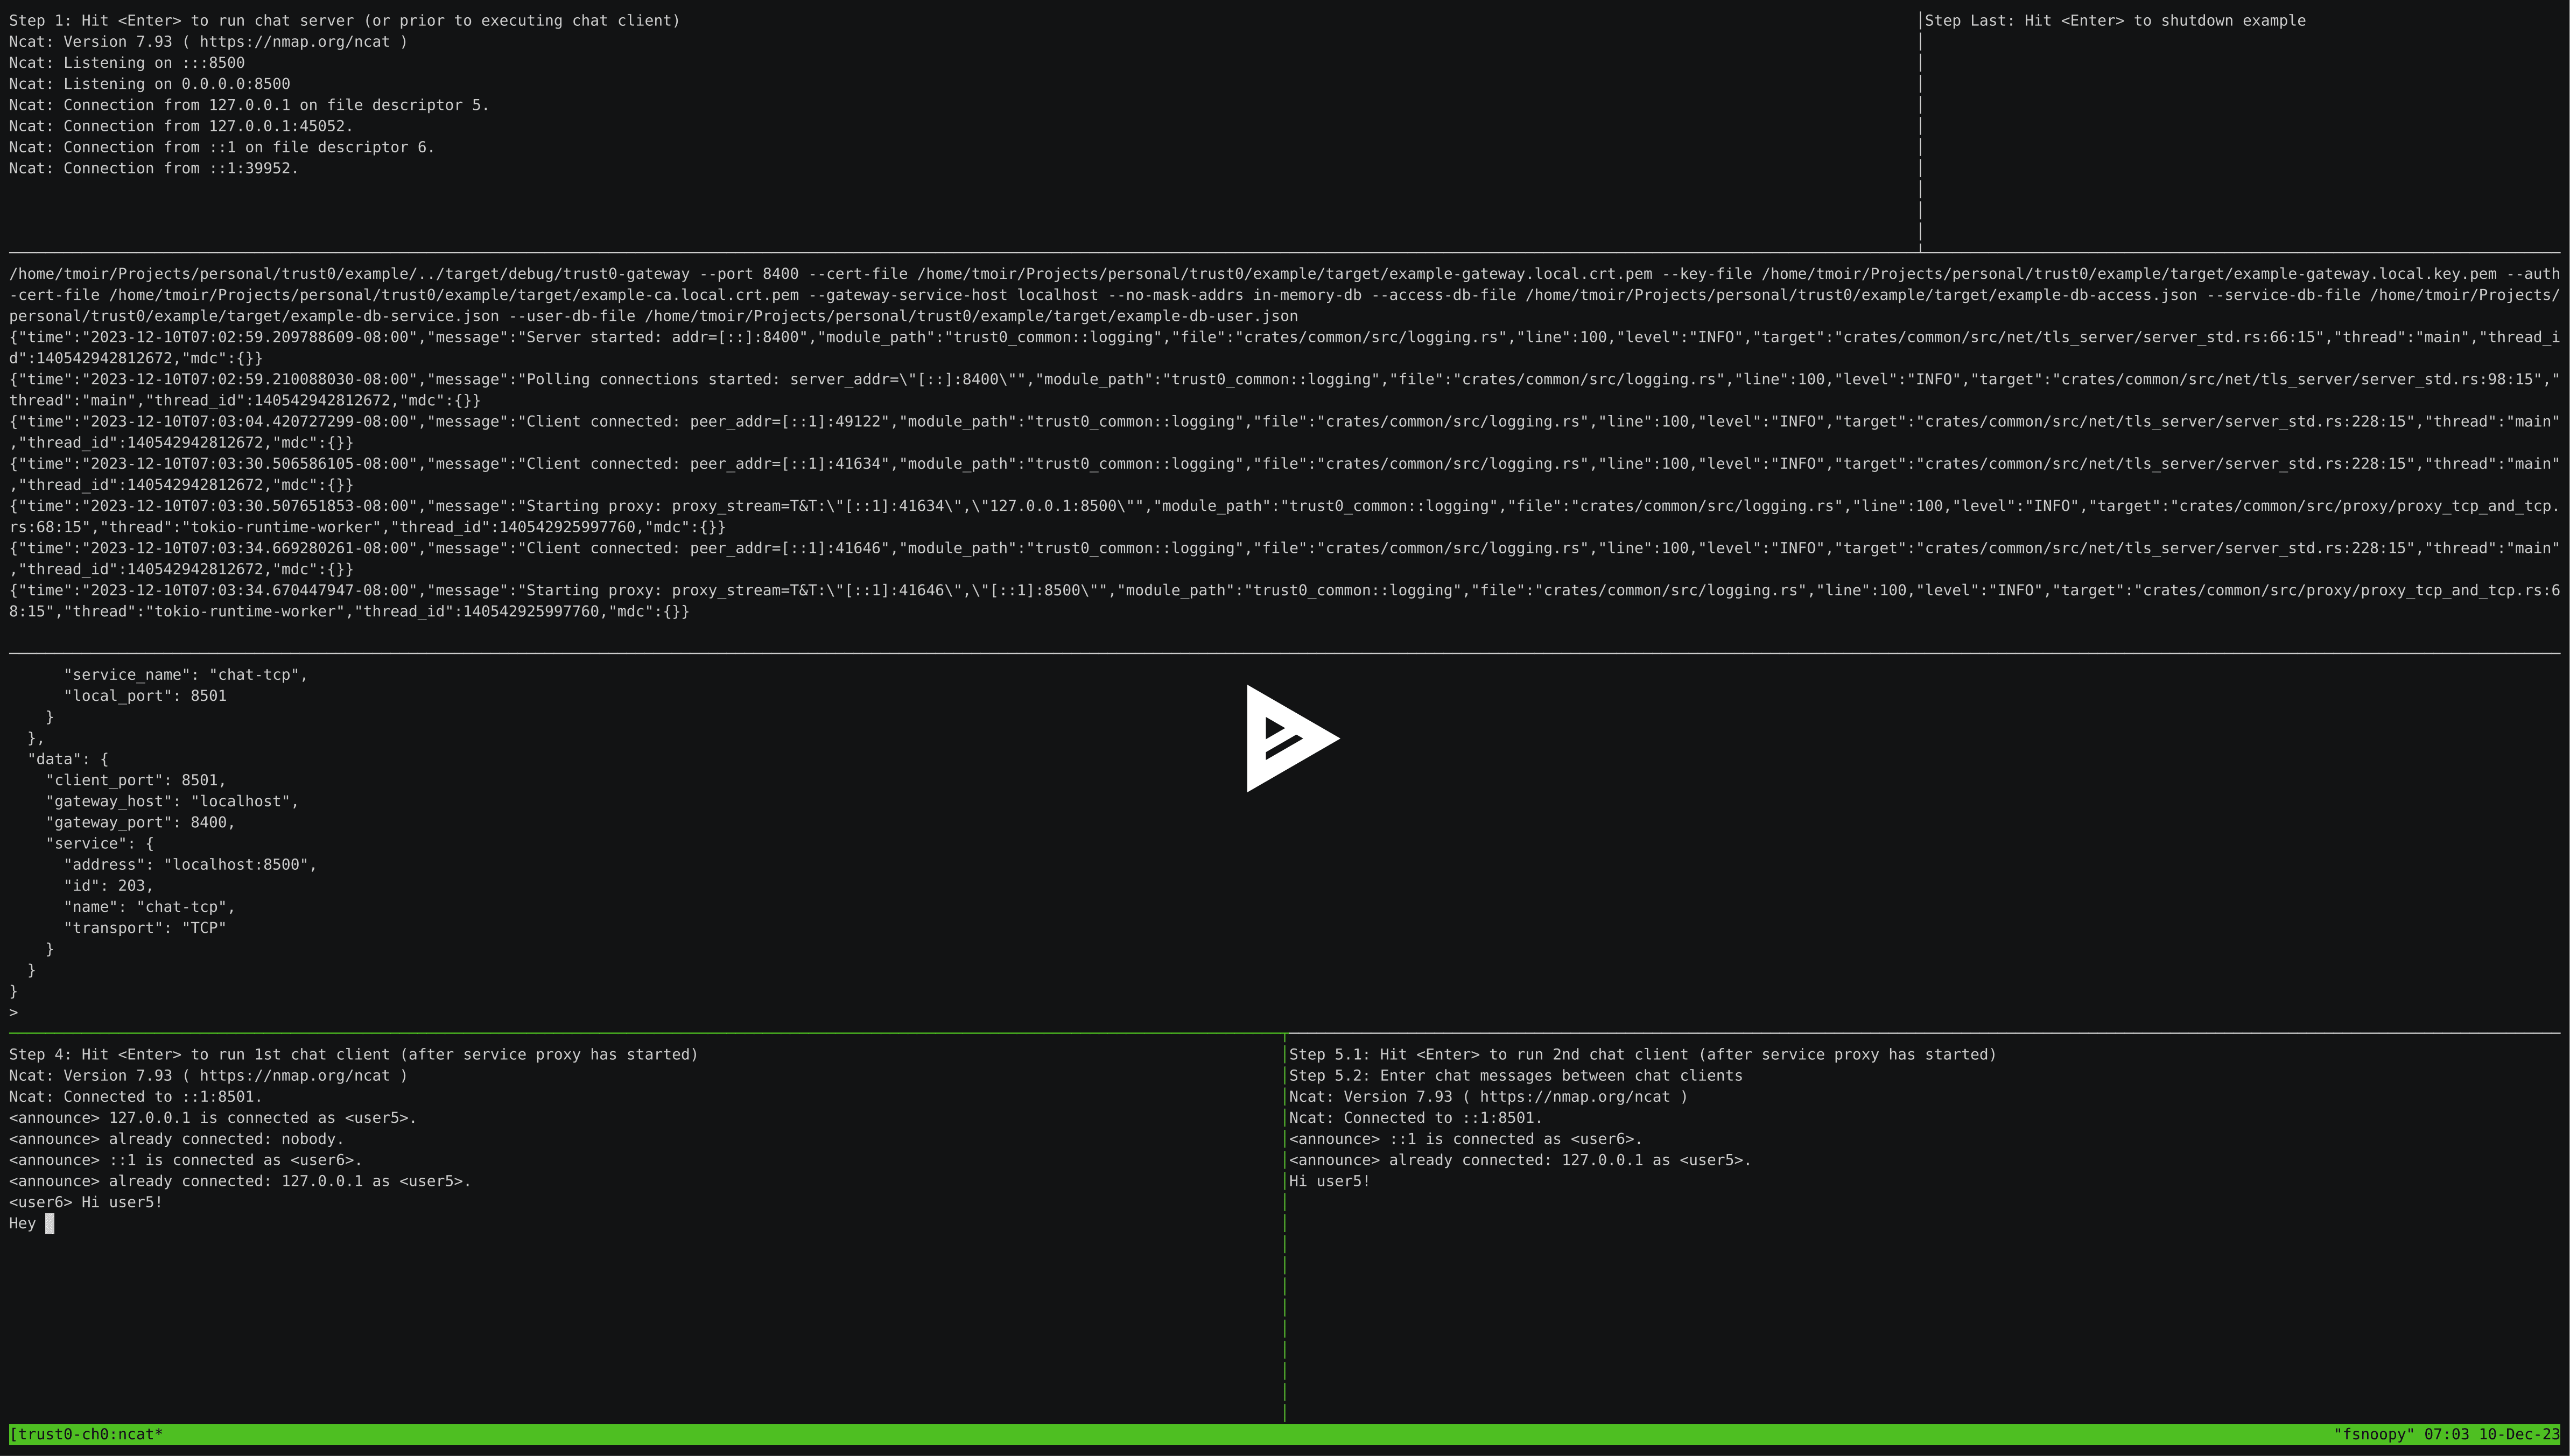 Step 1: Hit <Enter> to run chat server (or prior to executing chat client)
Ncat: Version 7.93 ( https://nmap.org/ncat )
Ncat: Listening on :::8500
Ncat: Listening on 0.0.0.0:8500
Ncat: Connection from 127.0.0.1 on file descriptor 5.
Ncat: Connection from 127.0.0.1:45052.
Ncat: Connection from ::1 on file descriptor 6.
Ncat: Connection from ::1:39952.
Step Last: Hit <Enter> to shutdown example
/home/tmoir/Projects/personal/trust0/example/../target/debug/trust0-gateway --port 8400 --cert-file /home/tmoir/Projects/personal/trust0/example/target/example-gateway.local.crt.pem --key-file /home/tmoir/Projects/personal/trust0/example/target/example-gateway.local.key.pem --auth
-cert-file /home/tmoir/Projects/personal/trust0/example/target/example-ca.local.crt.pem --gateway-service-host localhost --no-mask-addrs in-memory-db --access-db-file /home/tmoir/Projects/personal/trust0/example/target/example-db-access.json --service-db-file /home/tmoir/Projects/
personal/trust0/example/target/example-db-service.json --user-db-file /home/tmoir/Projects/personal/trust0/example/target/example-db-user.json
{"time":"2023-12-10T07:02:59.209788609-08:00","message":"Server started: addr=[::]:8400","module_path":"trust0_common::logging","file":"crates/common/src/logging.rs","line":100,"level":"INFO","target":"crates/common/src/net/tls_server/server_std.rs:66:15","thread":"main","thread_i
d":140542942812672,"mdc":{}}
{"time":"2023-12-10T07:02:59.210088030-08:00","message":"Polling connections started: server_addr=\"[::]:8400\"","module_path":"trust0_common::logging","file":"crates/common/src/logging.rs","line":100,"level":"INFO","target":"crates/common/src/net/tls_server/server_std.rs:98:15","
thread":"main","thread_id":140542942812672,"mdc":{}}
{"time":"2023-12-10T07:03:04.420727299-08:00","message":"Client connected: peer_addr=[::1]:49122","module_path":"trust0_common::logging","file":"crates/common/src/logging.rs","line":100,"level":"INFO","target":"crates/common/src/net/tls_server/server_std.rs:228:15","thread":"main"
,"thread_id":140542942812672,"mdc":{}}
{"time":"2023-12-10T07:03:30.506586105-08:00","message":"Client connected: peer_addr=[::1]:41634","module_path":"trust0_common::logging","file":"crates/common/src/logging.rs","line":100,"level":"INFO","target":"crates/common/src/net/tls_server/server_std.rs:228:15","thread":"main"
,"thread_id":140542942812672,"mdc":{}}
{"time":"2023-12-10T07:03:30.507651853-08:00","message":"Starting proxy: proxy_stream=T&T:\"[::1]:41634\",\"127.0.0.1:8500\"","module_path":"trust0_common::logging","file":"crates/common/src/logging.rs","line":100,"level":"INFO","target":"crates/common/src/proxy/proxy_tcp_and_tcp.
rs:68:15","thread":"tokio-runtime-worker","thread_id":140542925997760,"mdc":{}}
{"time":"2023-12-10T07:03:34.669280261-08:00","message":"Client connected: peer_addr=[::1]:41646","module_path":"trust0_common::logging","file":"crates/common/src/logging.rs","line":100,"level":"INFO","target":"crates/common/src/net/tls_server/server_std.rs:228:15","thread":"main"
,"thread_id":140542942812672,"mdc":{}}
{"time":"2023-12-10T07:03:34.670447947-08:00","message":"Starting proxy: proxy_stream=T&T:\"[::1]:41646\",\"[::1]:8500\"","module_path":"trust0_common::logging","file":"crates/common/src/logging.rs","line":100,"level":"INFO","target":"crates/common/src/proxy/proxy_tcp_and_tcp.rs:6
8:15","thread":"tokio-runtime-worker","thread_id":140542925997760,"mdc":{}}
"service_name": "chat-tcp",
"local_port": 8501
}
},
"data": {
"client_port": 8501,
"gateway_host": "localhost",
"gateway_port": 8400,
"service": {
"address": "localhost:8500",
"id": 203,
"name": "chat-tcp",
"transport": "TCP"
}
}
}
>
Step 4: Hit <Enter> to run 1st chat client (after service proxy has started)
Ncat: Version 7.93 ( https://nmap.org/ncat )
Ncat: Connected to ::1:8501.
<announce> 127.0.0.1 is connected as <user5>.
<announce> already connected: nobody.
<announce> ::1 is connected as <user6>.
<announce> already connected: 127.0.0.1 as <user5>.
<user6> Hi user5!
Hey
Step 5.1: Hit <Enter> to run 2nd chat client (after service proxy has started)
Step 5.2: Enter chat messages between chat clients
Ncat: Version 7.93 ( https://nmap.org/ncat )
Ncat: Connected to ::1:8501.
<announce> ::1 is connected as <user6>.
<announce> already connected: 127.0.0.1 as <user5>.
Hi user5!
[trust0-ch0:ncat* "fsnoopy" 07:03 10-Dec-23